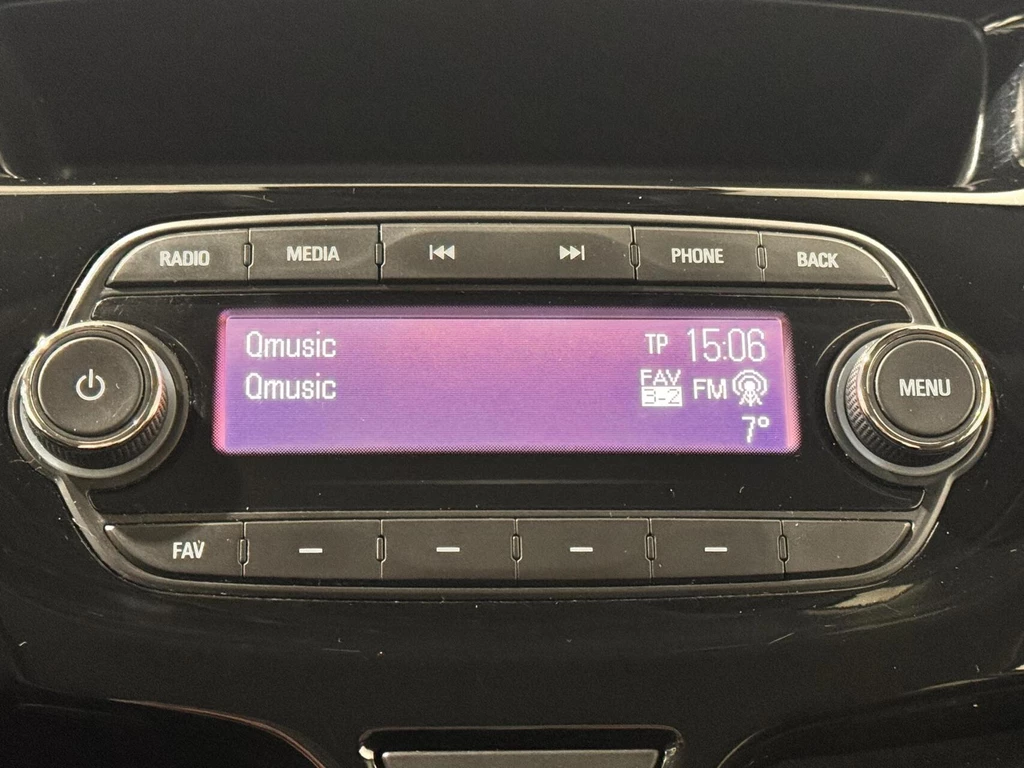 RADIO MEDIA PHONE BACK
Qmusic TP 15:06
Qmusic FAV FM
3-2
MENU
7°
FAV